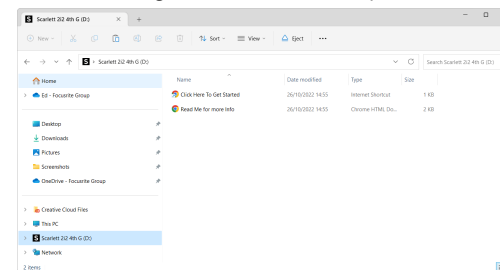 Scarlett 2i2 4th G (D:)
New
Sort
View
Eject
Scarlett 2i2 4th G (D:)
Search Scarlett 2i2 4th G (D:)
Home
Ed - Focusrite Group
Desktop
Downloads
Pictures
Screenshots
OneDrive - Focusrite Group
Creative Cloud Files
This PC
Scarlett 2i2 4th G (D:)
Network
Name Date modified Type Size
Click Here To Get Started 26/10/2022 14:55 Internet Shortcut 1 KB
Read Me for more Info 26/10/2022 14:55 Chrome HTML Do... 2 KB
2 items